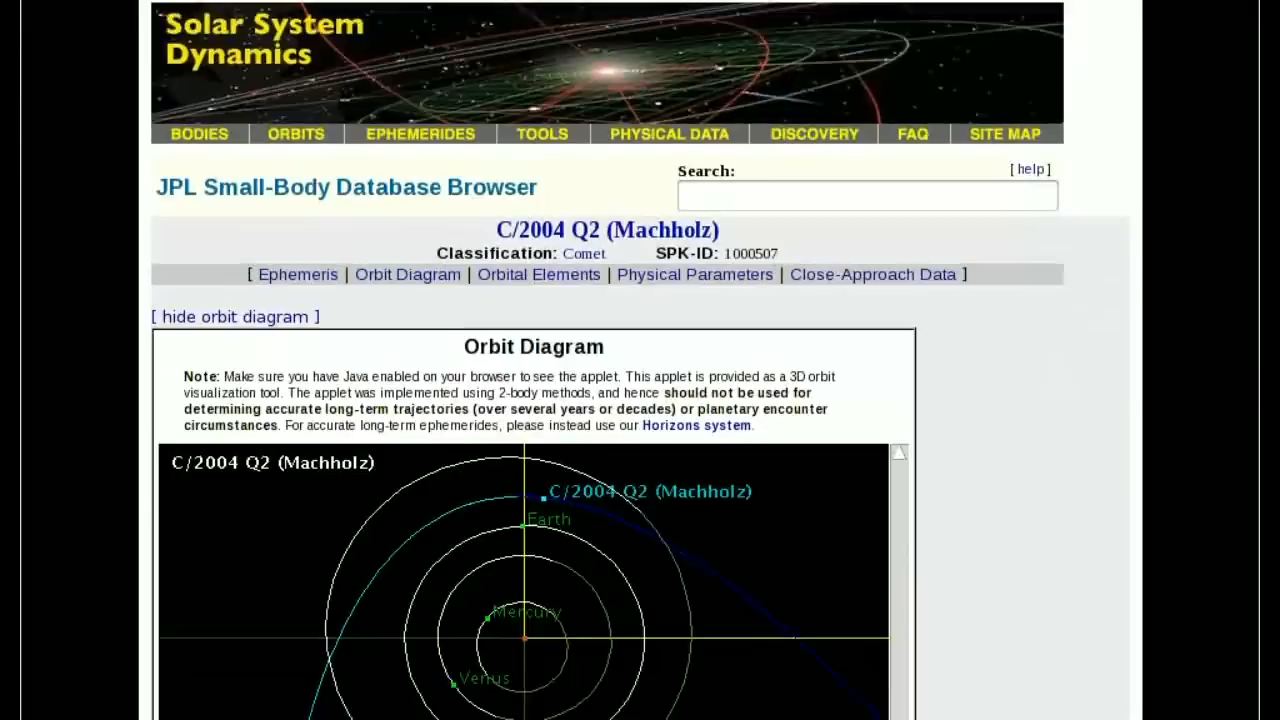 Solar System
Dynamics
BODIES ORBITS EPHEMERIDES TOOLS PHYSICAL DATA DISCOVERY FAQ SITE MAP
Search: [ help ]
JPL Small-Body Database Browser
C/2004 Q2 (Machholz)
Classification: Comet SPK-ID: 1000507
[ Ephemeris | Orbit Diagram | Orbital Elements | Physical Parameters | Close-Approach Data ]
[ hide orbit diagram ]
Orbit Diagram
Note: Make sure you have Java enabled on your browser to see the applet. This applet is provided as a 3D orbit
visualization tool. The applet was implemented using 2-body methods, and hence should not be used for
determining accurate long-term trajectories (over several years or decades) or planetary encounter
circumstances. For accurate long-term ephemerides, please instead use our Horizons system.
C/2004 Q2 (Machholz)
C/2004 Q2 (Machholz)
Earth
Mercury
Venus